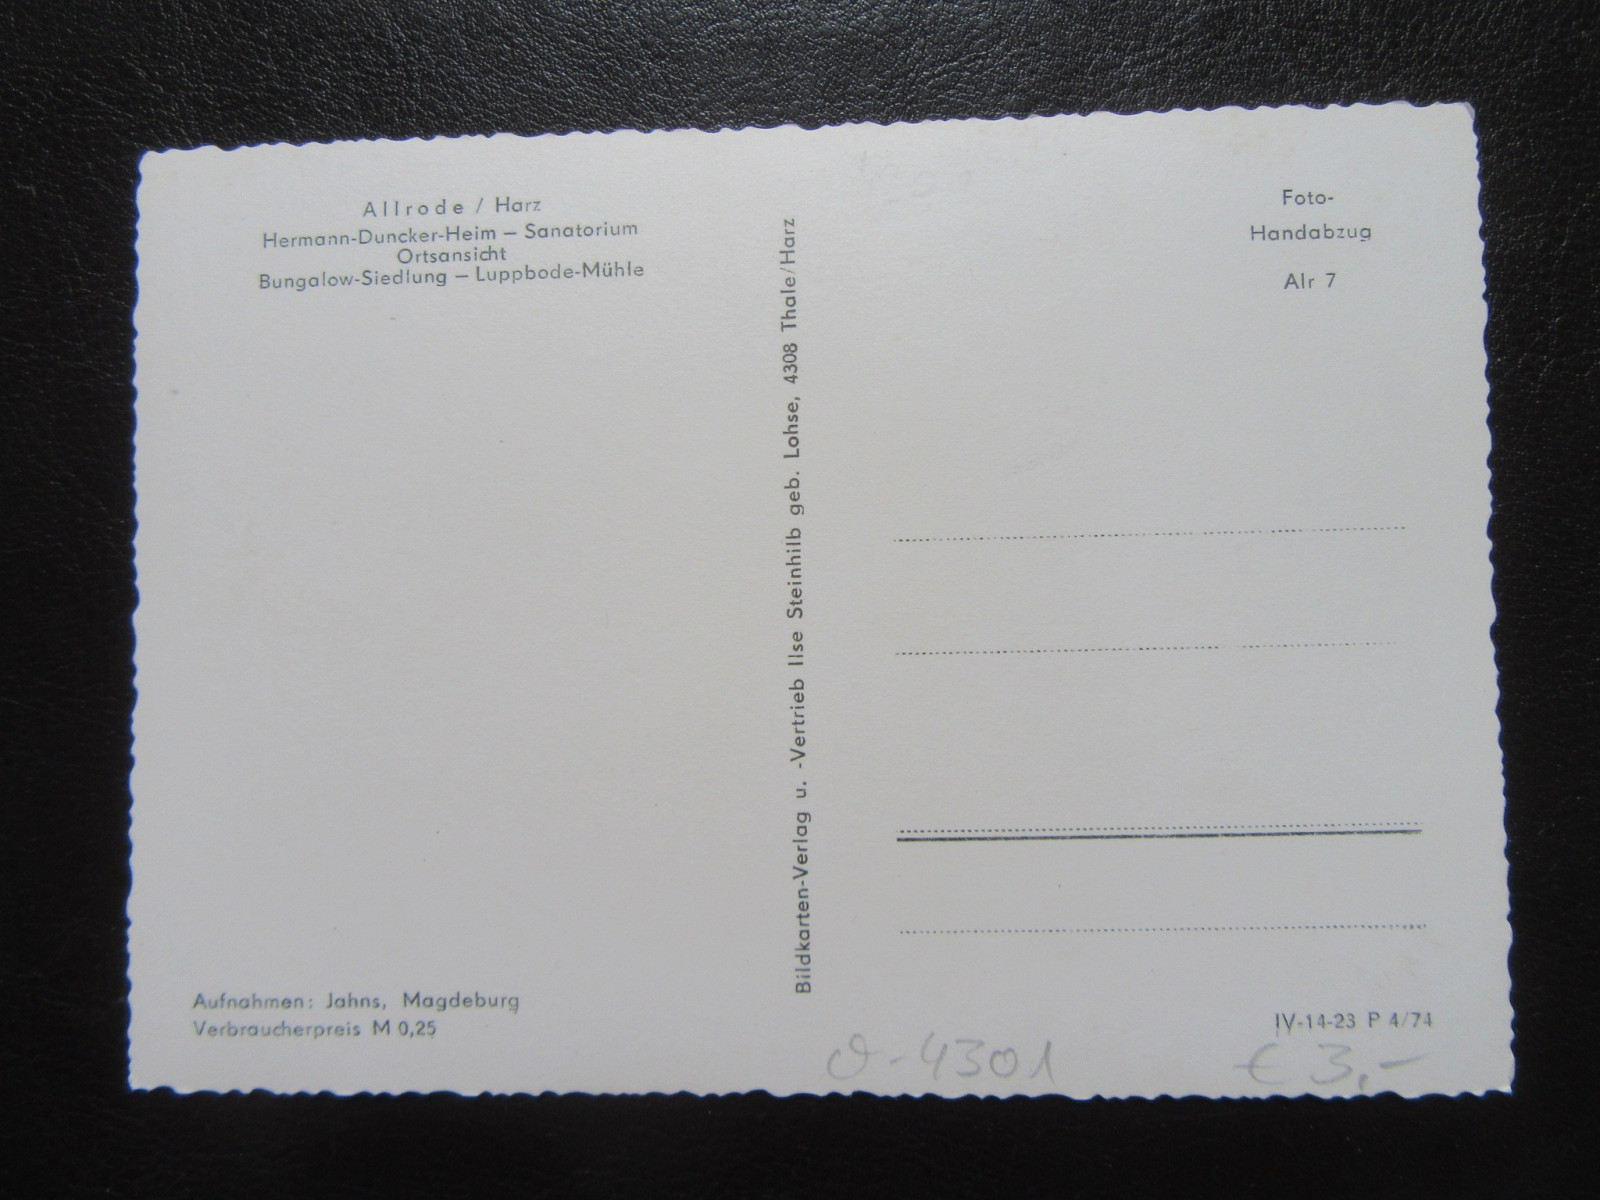 Allrode / Harz
Hermann-Duncker-Heim – Sanatorium
Ortsansicht
Bungalow-Siedlung – Luppbode-Mühle
Aufnahmen: Jahns, Magdeburg
Verbraucherpreis M 0,25
Bildkarten-Verlag u. -Vertrieb Ilse Steinhilb geb. Lohse, 4308 Thale/Harz
Foto-
Handabzug
Alr 7
IV-14-23 P 4/74
O-4301
€ 3,-